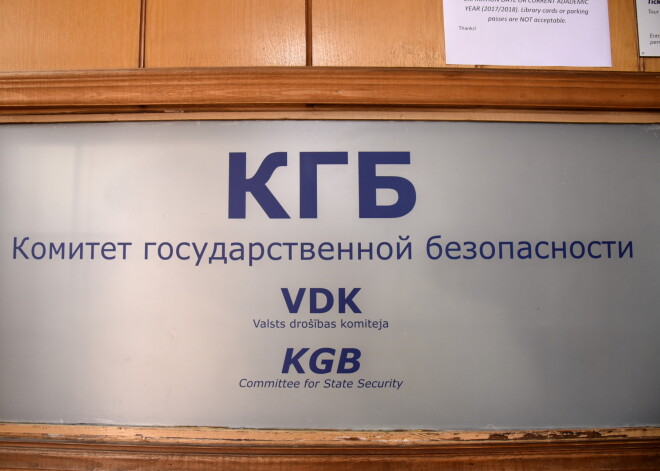 YEAR (2017/2018). Library cards or parking
passes are NOT acceptable.
Thanks!
КГБ
Комитет государственной безопасности
VDK
Valsts drošības komiteja
KGB
Committee for State Security